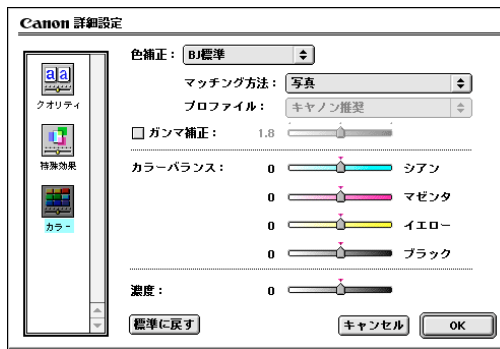 Canon 詳細設定
aa
クオリティ
特殊効果
カラー
色補正： BJ標準
マッチング方法： 写真
プロファイル： キヤノン推奨
ガンマ補正： 1.8
カラーバランス： 0 シアン
0 マゼンタ
0 イエロー
0 ブラック
濃度： 0
標準に戻す キャンセル OK